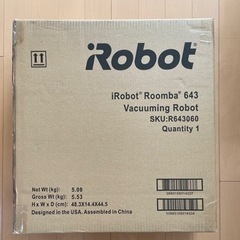 iRobot®
iRobot® Roomba® 643
Vacuuming Robot
SKU:R643060
Quantity 1
Net Wt (kg): 5.09
Gross Wt (kg): 5.53
H x W x D (cm): 48.3X14.4X44.5
Designed in the USA. Assembled in China